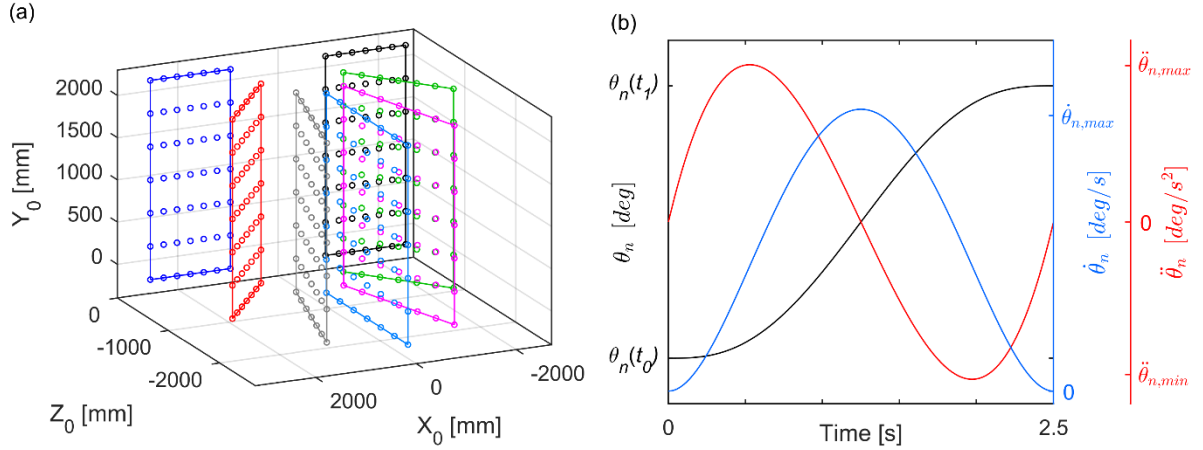 (a)
2000
1500
1000
500
0
Y₀ [mm]
0
-1000
-2000
Z₀ [mm]
2000
0
-2000
X₀ [mm]
(b)
θₙ(t₁)
θₙ(t₀)
θₙ [deg]
0
Time [s]
2.5
θ̇ₙ,max
0
θ̇ₙ [deg/s]
θ̈ₙ,max
0
θ̈ₙ,min
θ̈ₙ [deg/s²]